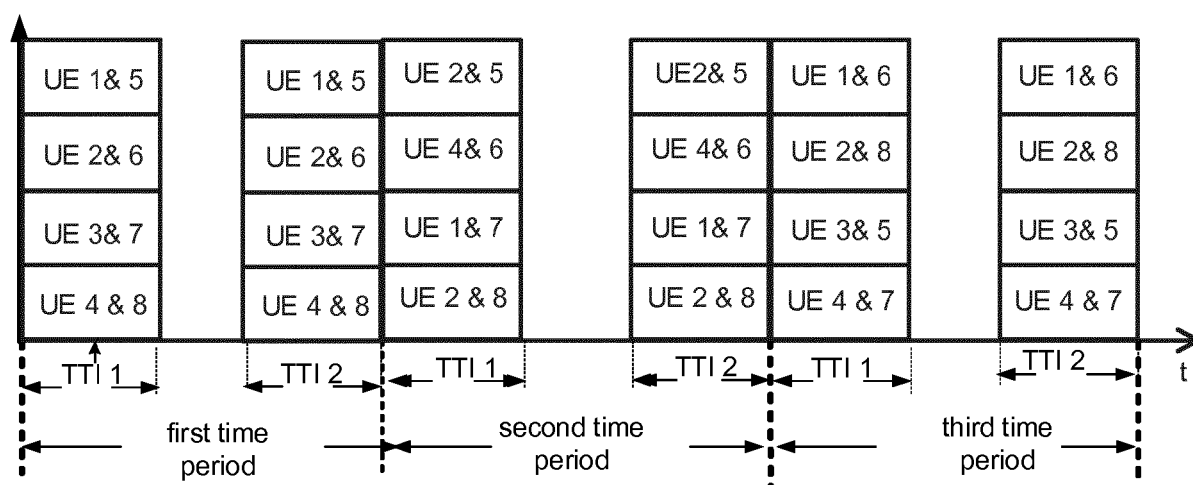 UE 1& 5
UE 2& 6
UE 3& 7
UE 4 & 8
UE 1& 5
UE 2& 6
UE 3& 7
UE 4 & 8
UE 2& 5
UE 4& 6
UE 1& 7
UE 2 & 8
UE2& 5
UE 4& 6
UE 1& 7
UE 2 & 8
UE 1& 6
UE 2& 8
UE 3& 5
UE 4 & 7
UE 1& 6
UE 2& 8
UE 3& 5
UE 4 & 7
TTI 1
TTI 2
TTI 1
TTI 2
TTI 1
TTI 2
t
first time
period
second time
period
third time
period